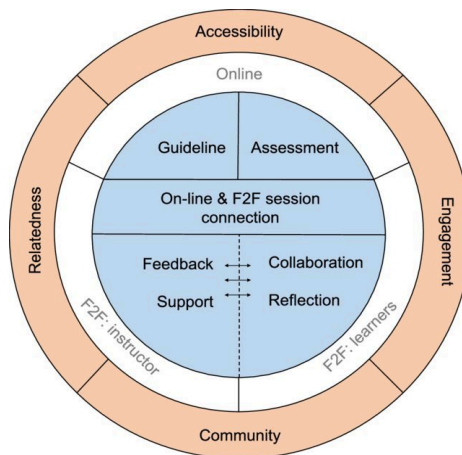 Accessibility
Online
Guideline
Assessment
On-line & F2F session
connection
Relatedness
Engagement
Feedback
Collaboration
Support
Reflection
F2F: instructor
F2F: learners
Community